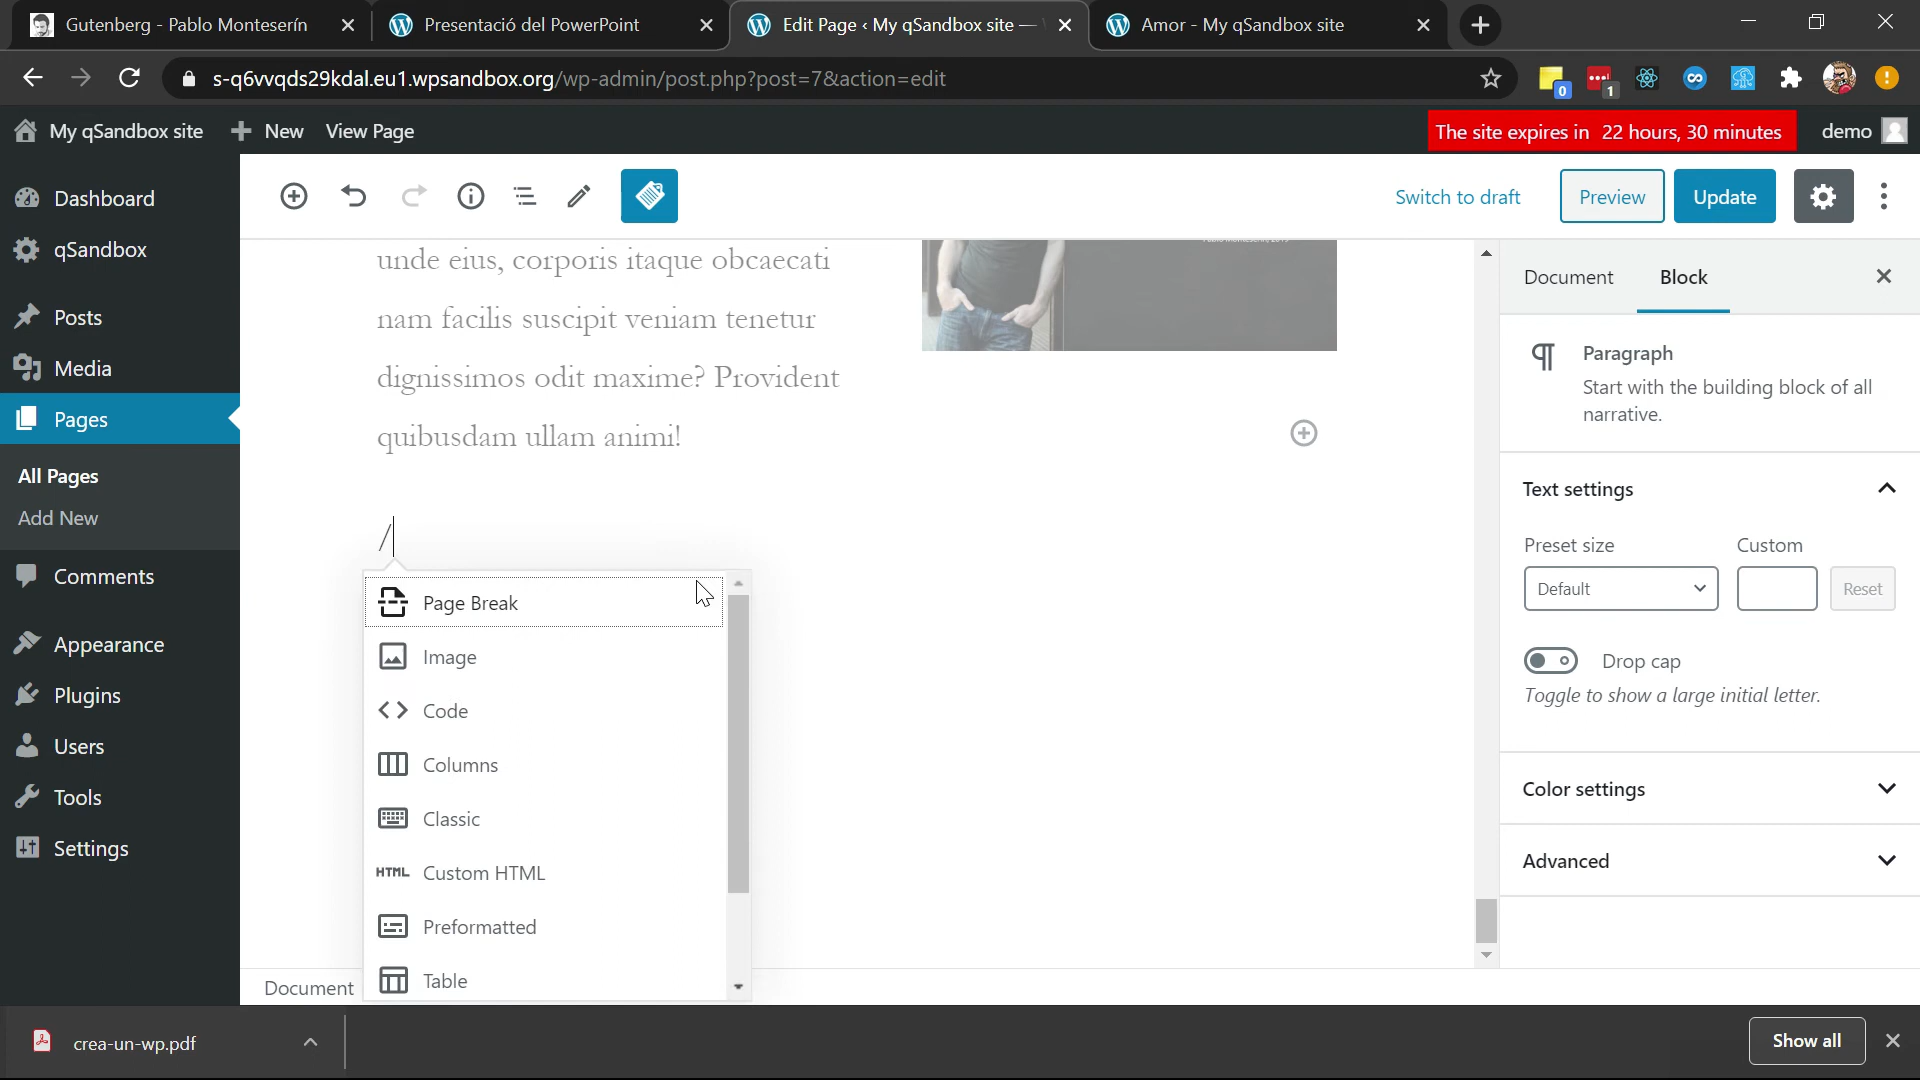 Gutenberg - Pablo Monteserín
Presentació del PowerPoint
Edit Page ‹ My qSandbox site —
Amor - My qSandbox site
s-q6vvqds29kdal.eu1.wpsandbox.org/wp-admin/post.php?post=7&action=edit
0
1
My qSandbox site
New
View Page
The site expires in 22 hours, 30 minutes
demo
Dashboard
qSandbox
Posts
Media
Pages
All Pages
Add New
Comments
Appearance
Plugins
Users
Tools
Settings
Switch to draft
Preview
Update
unde eius, corporis itaque obcaecati
nam facilis suscipit veniam tenetur
dignissimos odit maxime? Provident
quibusdam ullam animi!
/
Page Break
Image
Code
Columns
Classic
HTML Custom HTML
Preformatted
Table
Document
Document
Block
Paragraph
Start with the building block of all
narrative.
Text settings
Preset size
Custom
Default
Reset
Drop cap
Toggle to show a large initial letter.
Color settings
Advanced
crea-un-wp.pdf
Show all